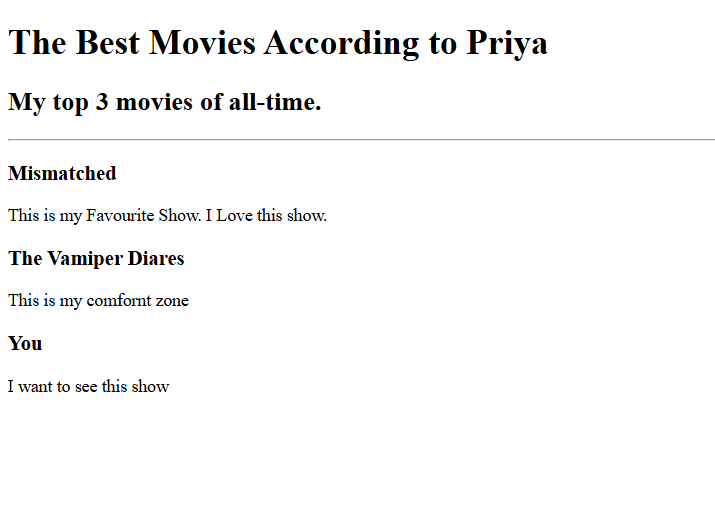 The Best Movies According to Priya
My top 3 movies of all-time.
Mismatched
This is my Favourite Show. I Love this show.
The Vamiper Diares
This is my comfornt zone
You
I want to see this show